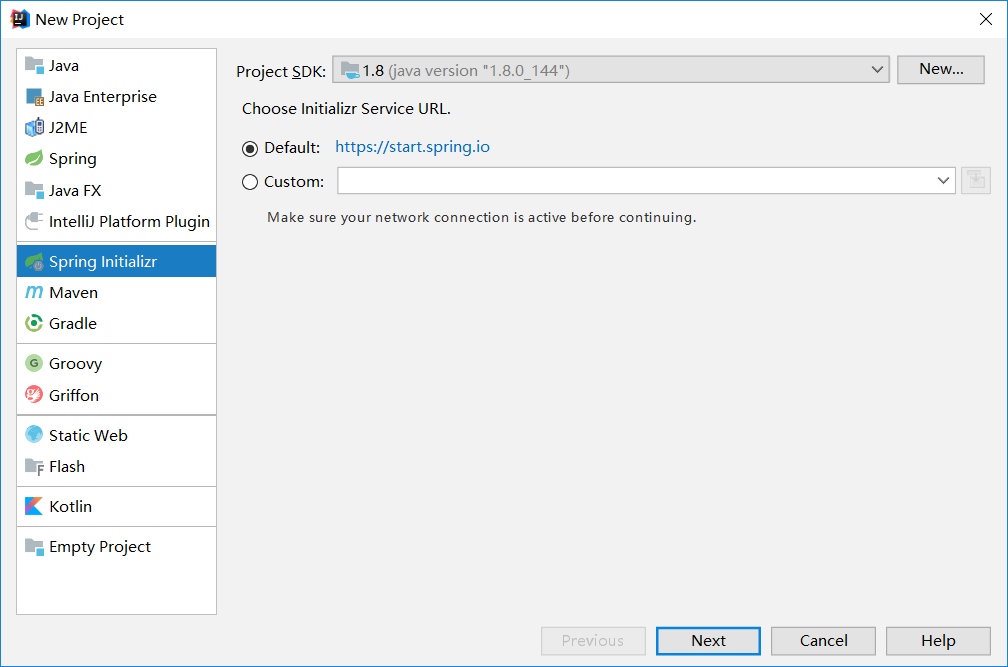 New Project
Java
Java Enterprise
J2ME
Spring
Java FX
IntelliJ Platform Plugin
Spring Initializr
Maven
Gradle
Groovy
Griffon
Static Web
Flash
Kotlin
Empty Project
Project SDK: 1.8 (java version "1.8.0_144") New...
Choose Initializr Service URL.
Default: https://start.spring.io
Custom:
Make sure your network connection is active before continuing.
Previous Next Cancel Help